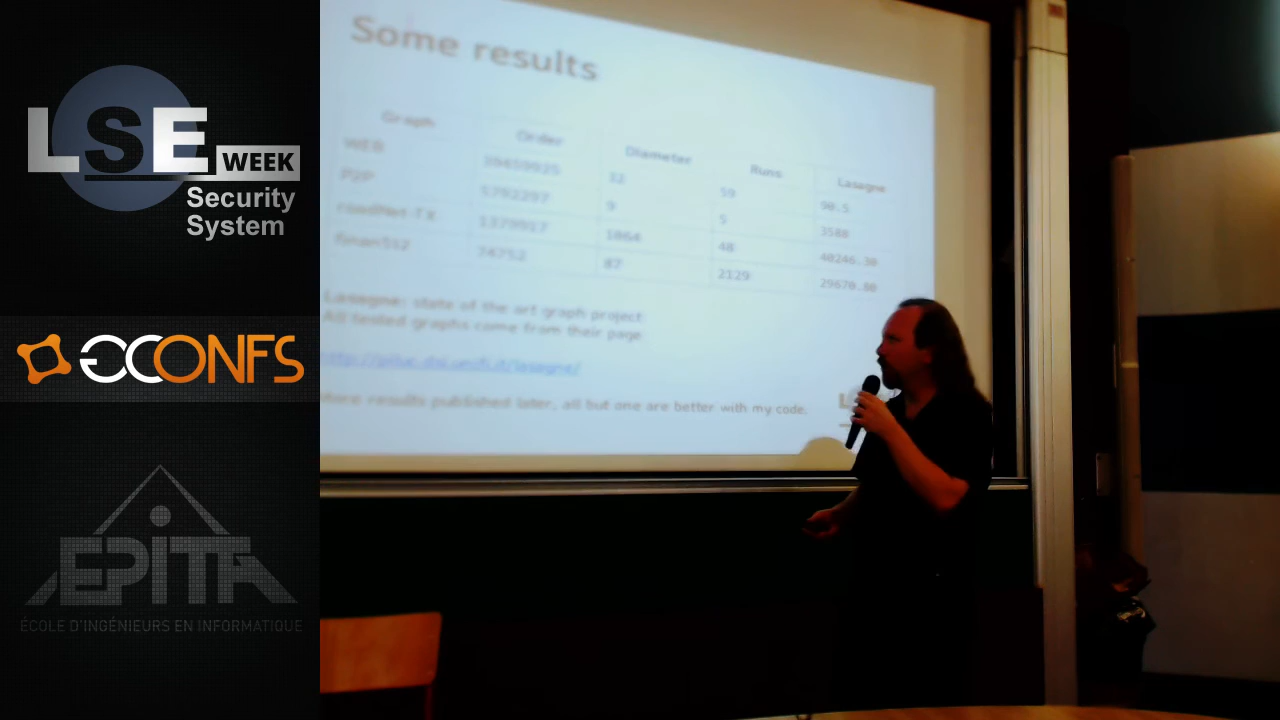 LSE
WEEK
Security
System
GCONFS
EPITA
ÉCOLE D'INGÉNIEURS EN INFORMATIQUE
Some results
Graph Order Diameter Runs Lasagne
WEB 39459925 32 59 90.5
P2P 5792297 9 5 3588
roadNet-TX 1379917 1064 48 40246.30
finan512 74752 87 2129 29670.80
Lasagne: state of the art graph project
All tested graphs come from their page
More results published later, all but one are better with my code.